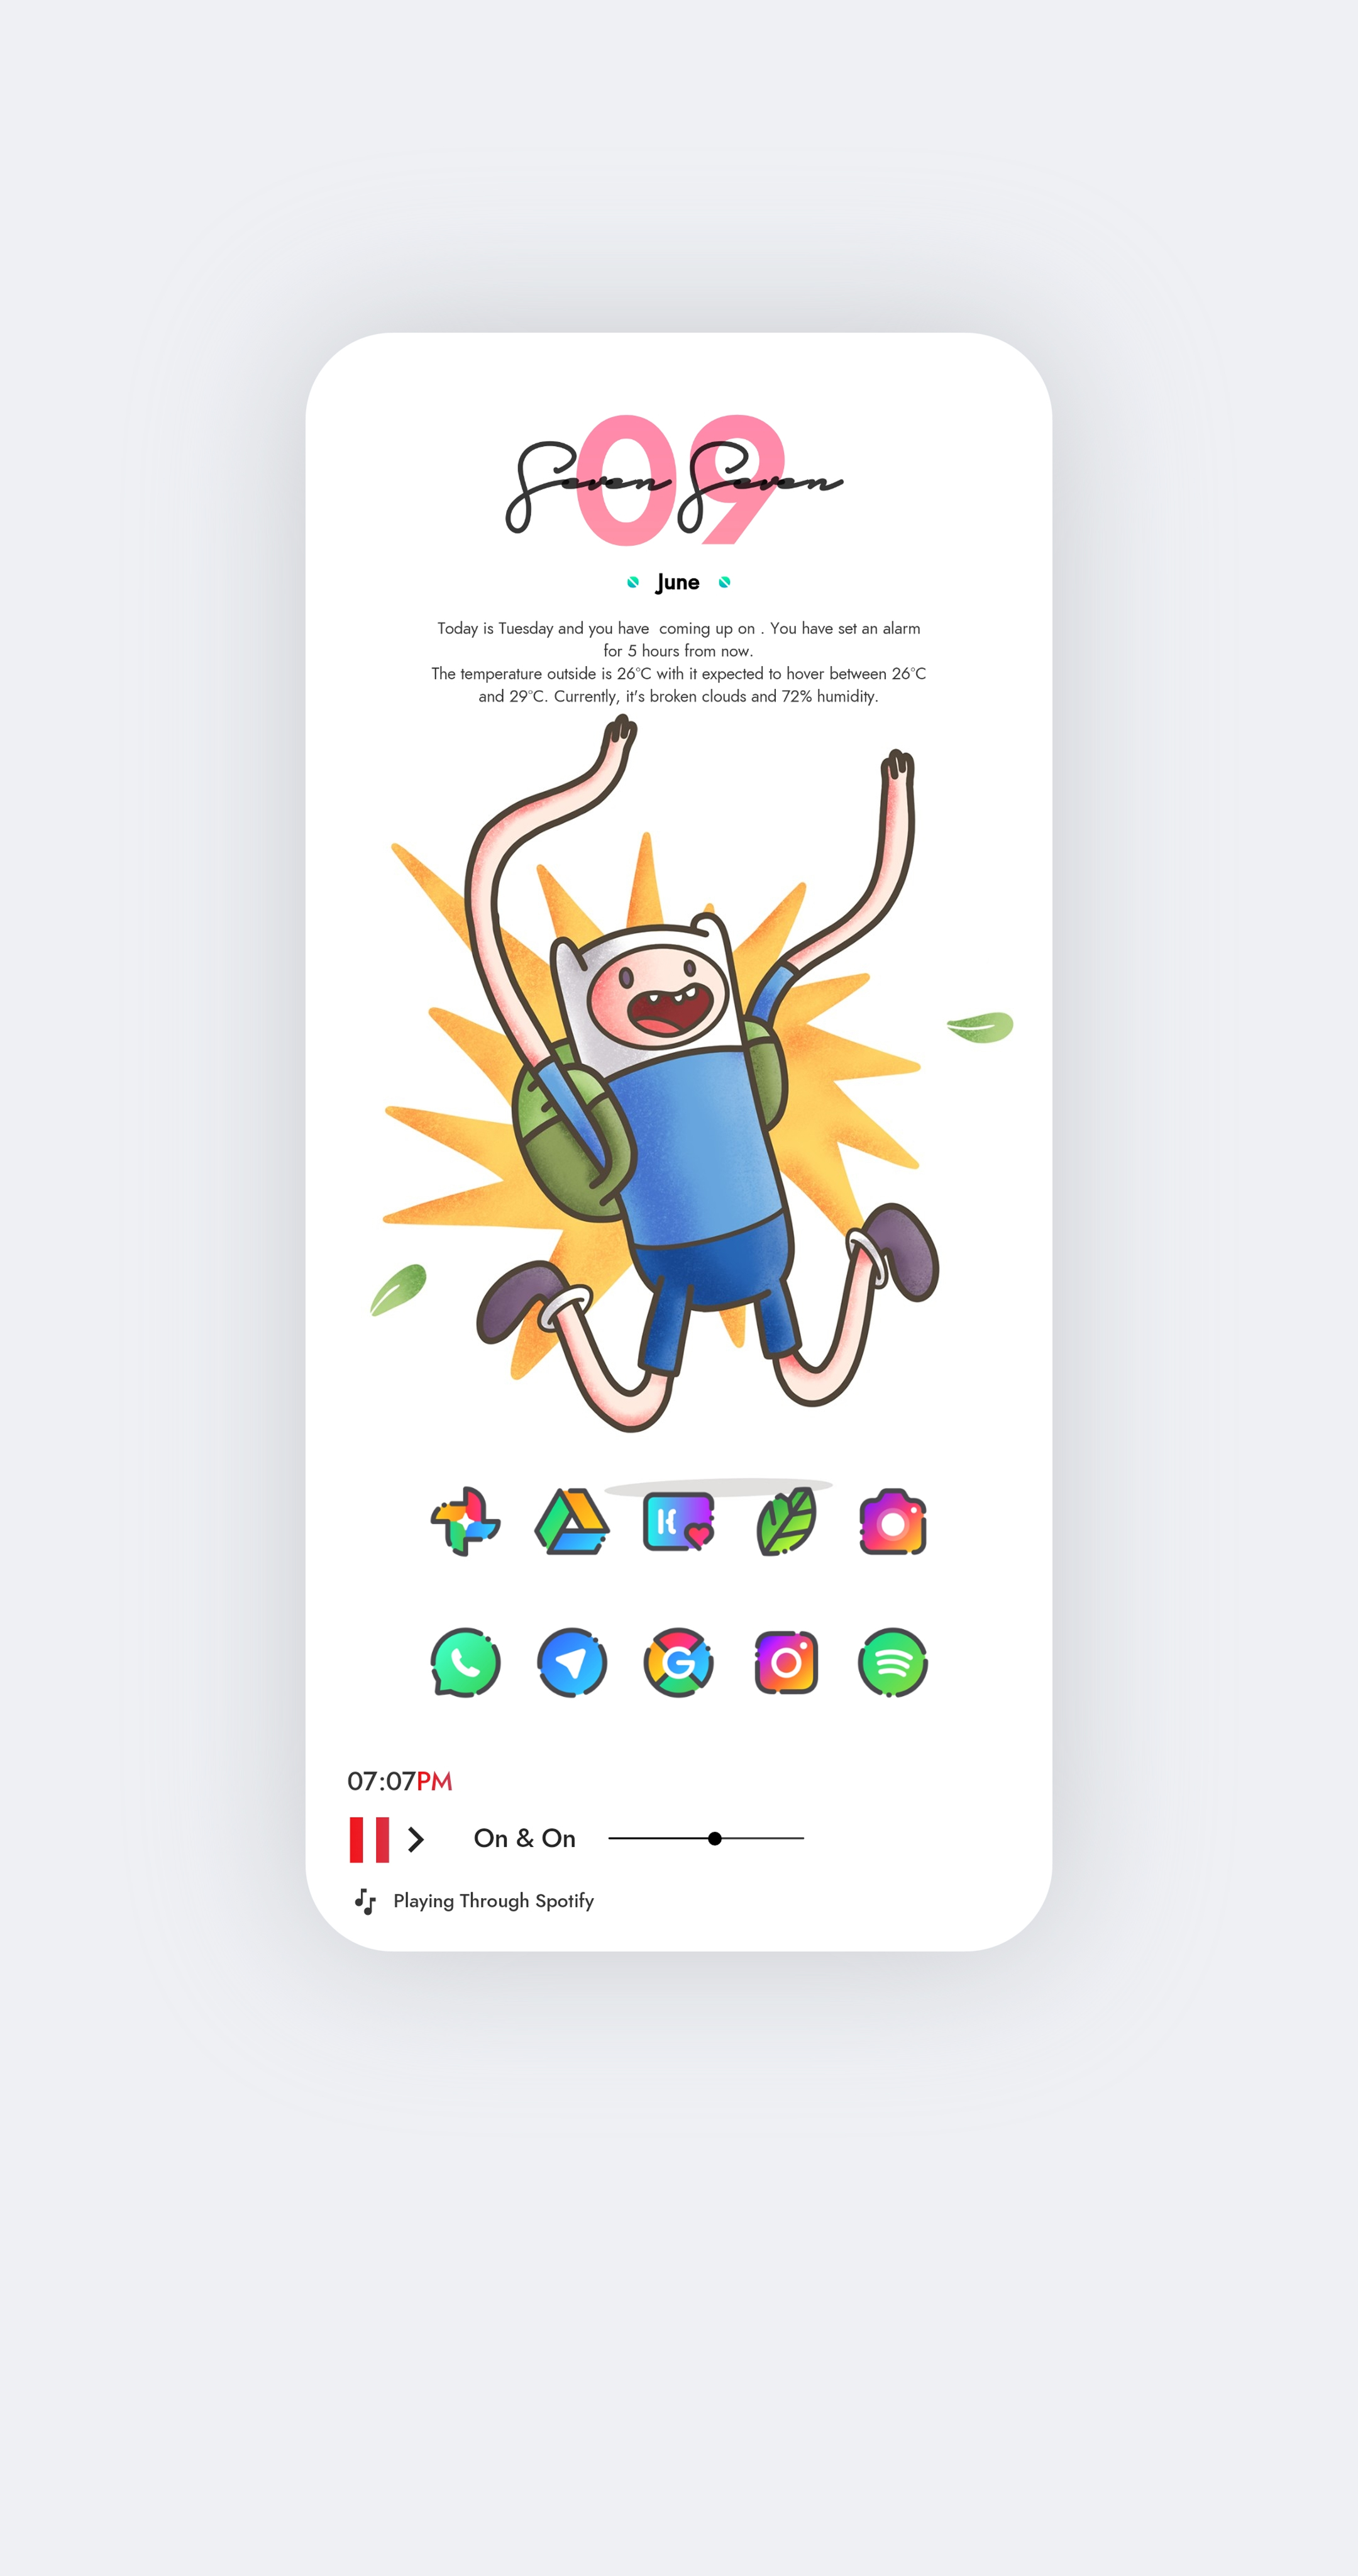 09
Seven Seven
June
Today is Tuesday and you have  coming up on . You have set an alarm
for 5 hours from now.
The temperature outside is 26°C with it expected to hover between 26°C
and 29°C. Currently, it's broken clouds and 72% humidity.
K
G
07:07PM
On & On
Playing Through Spotify